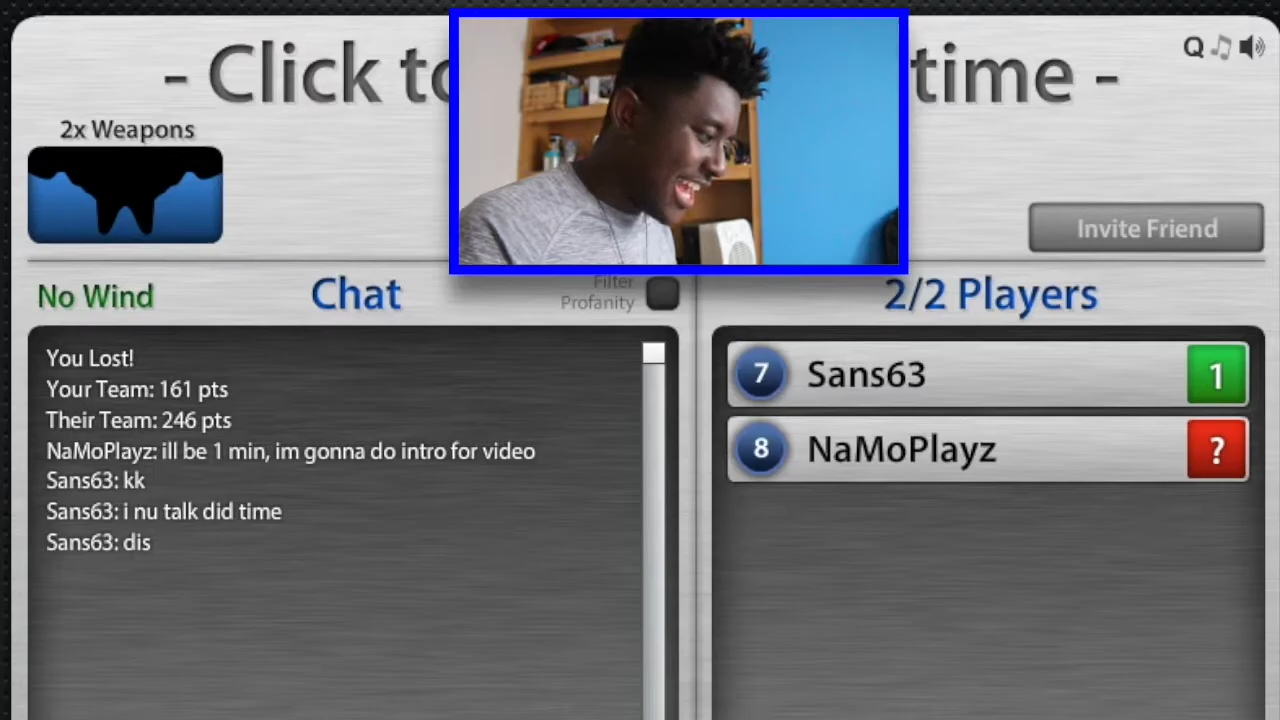 - Click to time -
Q
2x Weapons
Invite Friend
No Wind
Chat
Filter
Profanity
2/2 Players
You Lost!
Your Team: 161 pts
Their Team: 246 pts
NaMoPlayz: ill be 1 min, im gonna do intro for video
Sans63: kk
Sans63: i nu talk did time
Sans63: dis
7 Sans63 1
8 NaMoPlayz ?